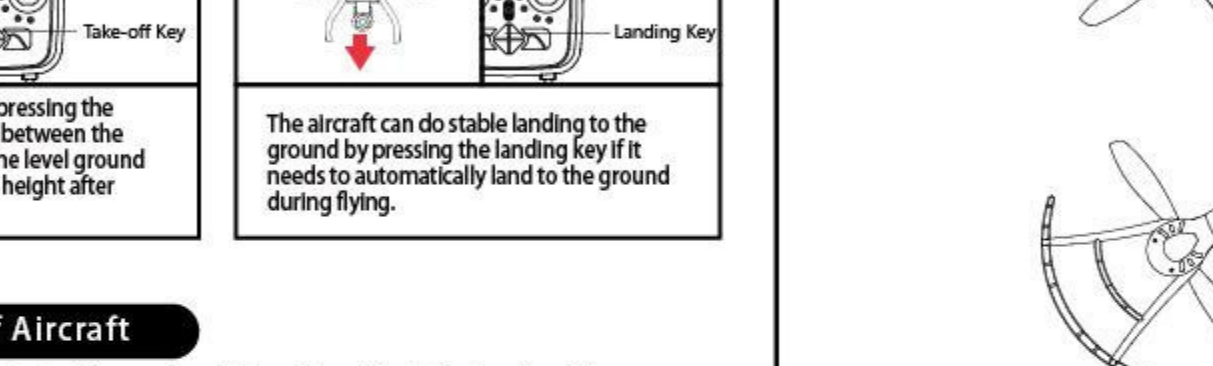 Take-off Key
pressing the
between the
level ground
height after
Landing Key
The aircraft can do stable landing to the
ground by pressing the landing key if it
needs to automatically land to the ground
during flying.
Aircraft